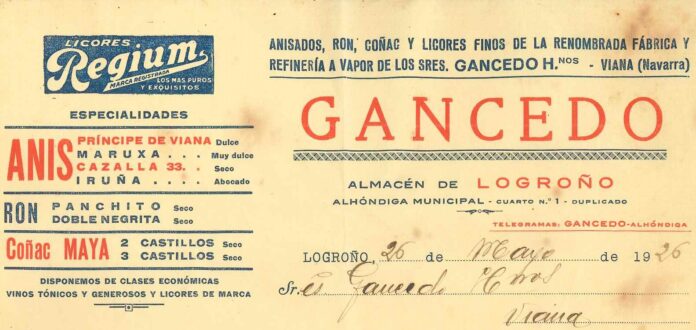 LICORES
Regium
MARCA REGISTRADA
LOS MAS PUROS
Y EXQUISITOS
ESPECIALIDADES
ANIS
PRÍNCIPE DE VIANA Dulce
MARUXA . . . Muy dulce
CAZALLA 33. . Seco
IRUÑA . . . . Abocado
RON PANCHITO Seco
DOBLE NEGRITA Seco
Coñac MAYA 2 CASTILLOS Seco
3 CASTILLOS Seco
DISPONEMOS DE CLASES ECONÓMICAS
VINOS TÓNICOS Y GENEROSOS Y LICORES DE MARCA
ANISADOS, RON, COÑAC Y LICORES FINOS DE LA RENOMBRADA FÁBRICA Y
REFINERÍA A VAPOR DE LOS SRES. GANCEDO H.NOS - VIANA (Navarra)
GANCEDO
ALMACÉN DE LOGROÑO
ALHÓNDIGA MUNICIPAL - CUARTO N.º 1 - DUPLICADO
TELEGRAMAS: GANCEDO-ALHÓNDIGA
LOGROÑO, 26 de Mayo de 1926
Sr.es Gancedo Hnos
Viana